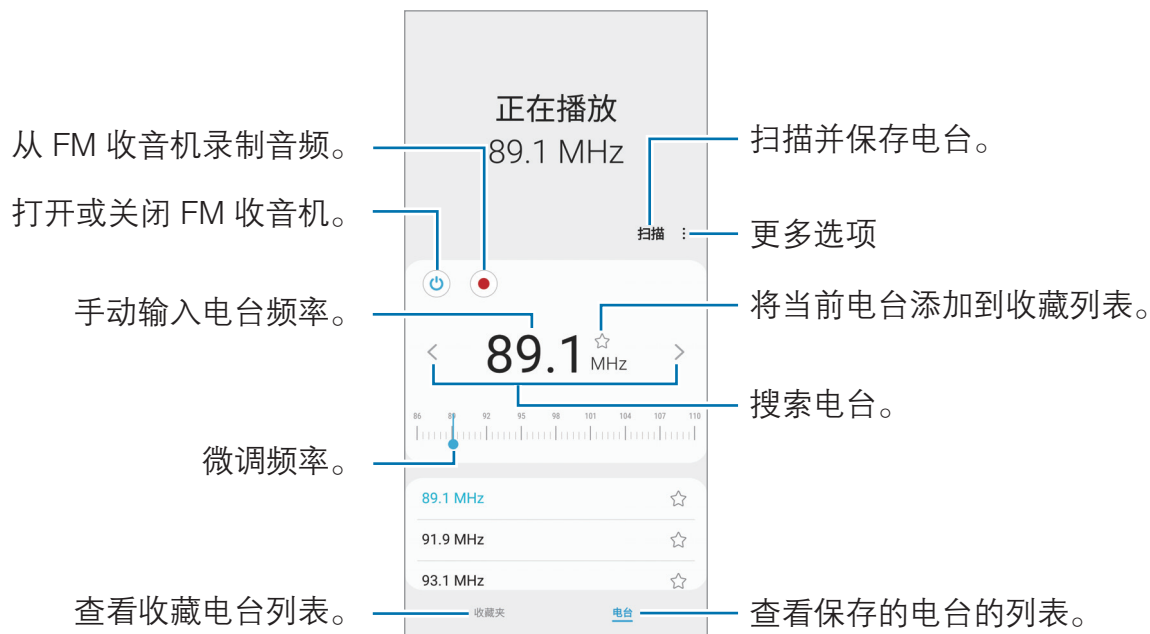 正在播放
89.1 MHz
从 FM 收音机录制音频。
扫描并保存电台。
打开或关闭 FM 收音机。
扫描
更多选项
手动输入电台频率。
将当前电台添加到收藏列表。
89.1 MHz
搜索电台。
86 89 92 95 98 101 104 107 110
微调频率。
89.1 MHz
91.9 MHz
93.1 MHz
查看收藏电台列表。
收藏夹
电台
查看保存的电台的列表。